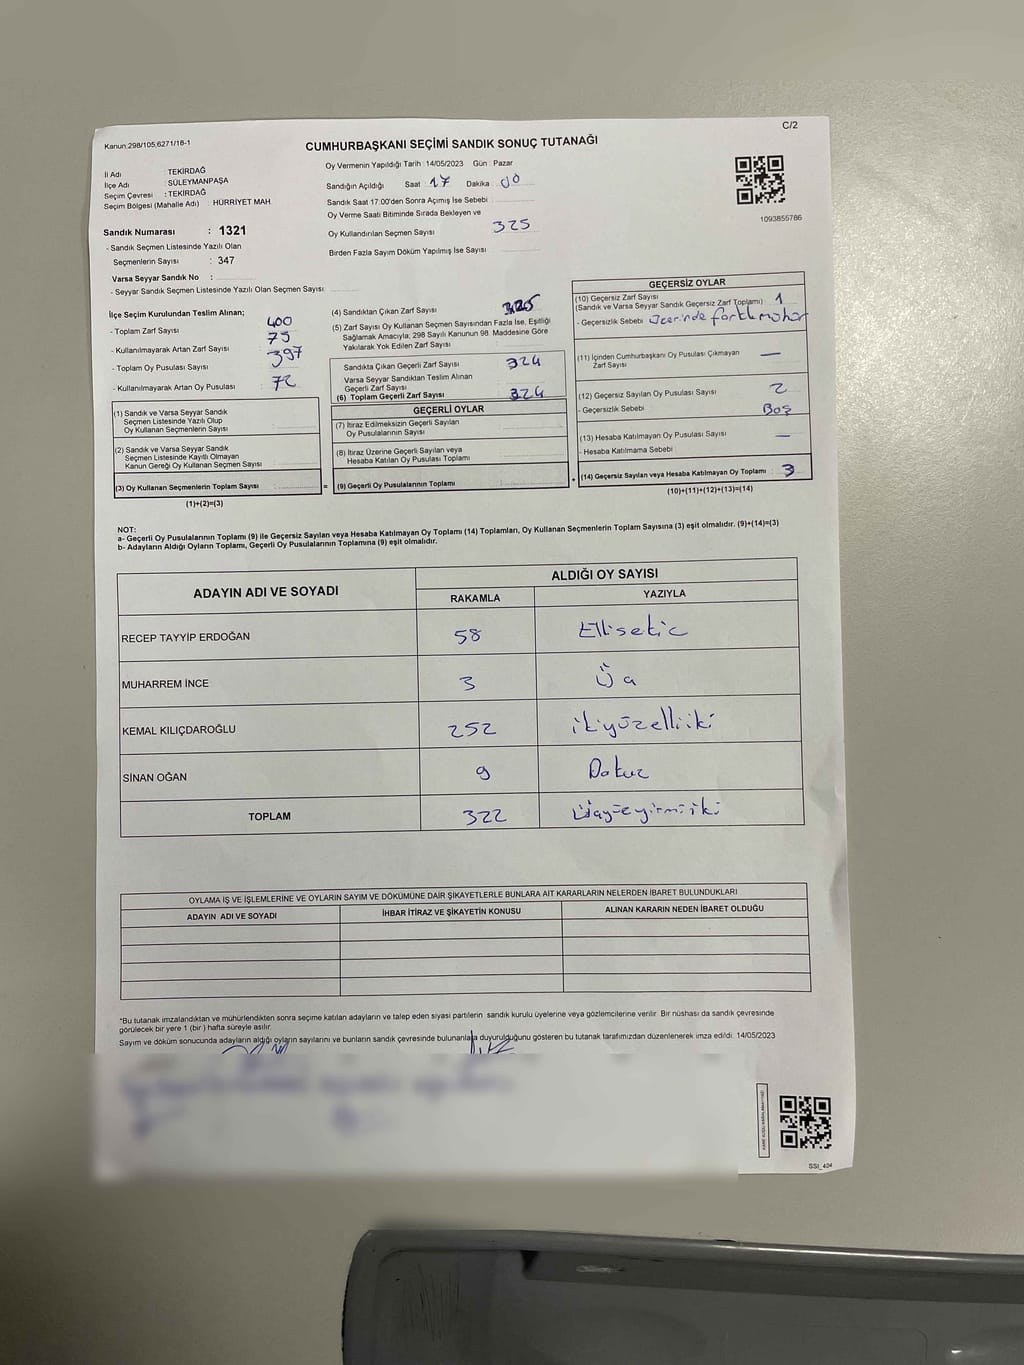 C/2
Kanun:298/105,6271/18-1
CUMHURBAŞKANI SEÇİMİ SANDIK SONUÇ TUTANAĞI
İl Adı : TEKİRDAĞ
İlçe Adı : SÜLEYMANPAŞA
Seçim Çevresi : TEKİRDAĞ
Seçim Bölgesi (Mahalle Adı) : HÜRRİYET MAH.
Sandık Numarası : 1321
- Sandık Seçmen Listesinde Yazılı Olan
Seçmenlerin Sayısı : 347
Varsa Seyyar Sandık No :
- Seyyar Sandık Seçmen Listesinde Yazılı Olan Seçmen Sayısı:
Oy Vermenin Yapıldığı Tarih : 14/05/2023 Gün : Pazar
Sandığın Açıldığı Saat 17 Dakika 00
Sandık Saat 17:00'den Sonra Açımış İse Sebebi :
Oy Verme Saati Bitiminde Sırada Bekleyen ve
Oy Kullandırılan Seçmen Sayısı 325
Birden Fazla Sayım Döküm Yapılmış İse Sayısı
1093855786
İlçe Seçim Kurulundan Teslim Alınan;
- Toplam Zarf Sayısı 400
- Kullanılmayarak Artan Zarf Sayısı 75
- Toplam Oy Pusulası Sayısı 397
- Kullanılmayarak Artan Oy Pusulası 72
(1) Sandık ve Varsa Seyyar Sandık
Seçmen Listesinde Yazılı Olup
Oy Kullanan Seçmenlerin Sayısı :
(2) Sandık ve Varsa Seyyar Sandık
Seçmen Listesinde Kayıtlı Olmayan
Kanun Gereği Oy Kullanan Seçmen Sayısı :
(3) Oy Kullanan Seçmenlerin Toplam Sayısı :
(1)+(2)=(3)
(4) Sandıktan Çıkan Zarf Sayısı 325
(5) Zarf Sayısı Oy Kullanan Seçmen Sayısından Fazla İse, Eşitliği
Sağlamak Amacıyla; 298 Sayılı Kanunun 98. Maddesine Göre
Yakılarak Yok Edilen Zarf Sayısı
Sandıkta Çıkan Geçerli Zarf Sayısı 324
Varsa Seyyar Sandıktan Teslim Alınan
Geçerli Zarf Sayısı :
(6) Toplam Geçerli Zarf Sayısı 324
GEÇERLİ OYLAR
(7) İtiraz Edilmeksizin Geçerli Sayılan
Oy Pusulalarının Sayısı
(8) İtiraz Üzerine Geçerli Sayılan veya
Hesaba Katılan Oy Pusulası Toplamı
= (9) Geçerli Oy Pusulalarının Toplamı :
GEÇERSİZ OYLAR
(10) Geçersiz Zarf Sayısı
(Sandık ve Varsa Seyyar Sandık Geçersiz Zarf Toplamı) : 1
- Geçersizlik Sebebi : üzerinde farklı mühür
(11) İçinden Cumhurbaşkanı Oy Pusulası Çıkmayan
Zarf Sayısı —
(12) Geçersiz Sayılan Oy Pusulası Sayısı 2
- Geçersizlik Sebebi Boş
(13) Hesaba Katılmayan Oy Pusulası Sayısı —
- Hesaba Katılmama Sebebi
+ (14) Geçersiz Sayılan veya Hesaba Katılmayan Oy Toplamı : 3
(10)+(11)+(12)+(13)=(14)
NOT:
a- Geçerli Oy Pusulalarının Toplamı (9) ile Geçersiz Sayılan veya Hesaba Katılmayan Oy Toplamı (14) Toplamları, Oy Kullanan Seçmenlerin Toplam Sayısına (3) eşit olmalıdır. (9)+(14)=(3)
b- Adayların Aldığı Oyların Toplamı, Geçerli Oy Pusulalarının Toplamına (9) eşit olmalıdır.
ADAYIN ADI VE SOYADI ALDIĞI OY SAYISI
RAKAMLA YAZIYLA
RECEP TAYYİP ERDOĞAN 58 Ellisekiz
MUHARREM İNCE 3 Üç
KEMAL KILIÇDAROĞLU 252 ikiyüzelliiki
SİNAN OĞAN 9 Dokuz
TOPLAM 322 Üçyüzyirmiiki
OYLAMA İŞ VE İŞLEMLERİNE VE OYLARIN SAYIM VE DÖKÜMÜNE DAİR ŞİKAYETLERLE BUNLARA AİT KARARLARIN NELERDEN İBARET BULUNDUKLARI
ADAYIN ADI VE SOYADI İHBAR İTİRAZ VE ŞİKAYETİN KONUSU ALINAN KARARIN NEDEN İBARET OLDUĞU
*Bu tutanak imzalandıktan ve mühürlendikten sonra seçime katılan adayların ve talep eden siyasi partilerin sandık kurulu üyelerine veya gözlemcilerine verilir. Bir nüshası da sandık çevresinde
görülecek bir yere 1 (bir ) hafta süreyle asılır.
Sayım ve döküm sonucunda adayların aldığı oyların sayılarını ve bunların sandık çevresinde bulunanlara duyurulduğunu gösteren bu tutanak tarafımızdan düzenlenerek imza edildi. 14/05/2023
SSI_404